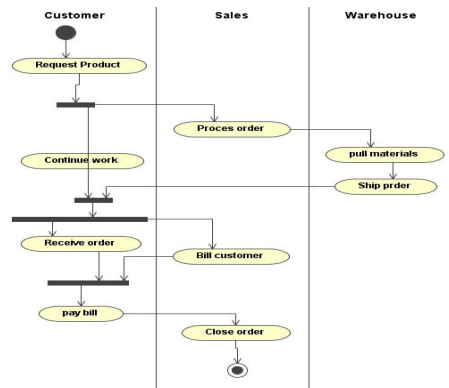 Customer
Sales
Warehouse
Request Product
Proces order
pull materials
Continue work
Ship prder
Receive order
Bill customer
pay bill
Close order